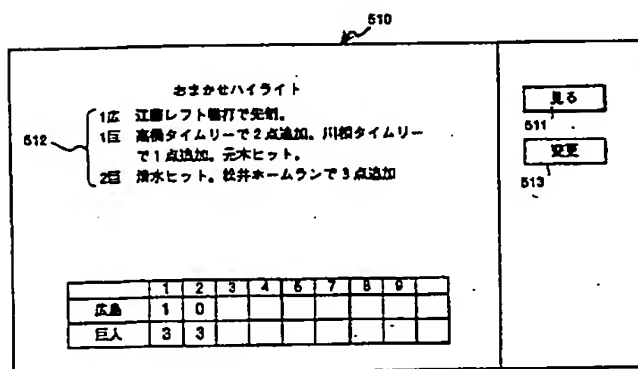 510
おまかせハイライト
1広 江藤レフト犠打で先制。
1巨 高橋タイムリーで2点追加。川相タイムリー
で1点追加。元木ヒット。
2巨 清水ヒット。松井ホームランで3点追加
512
見る
511
変更
513
1 2 3 4 5 7 8 9
広島 1 0
巨人 3 3